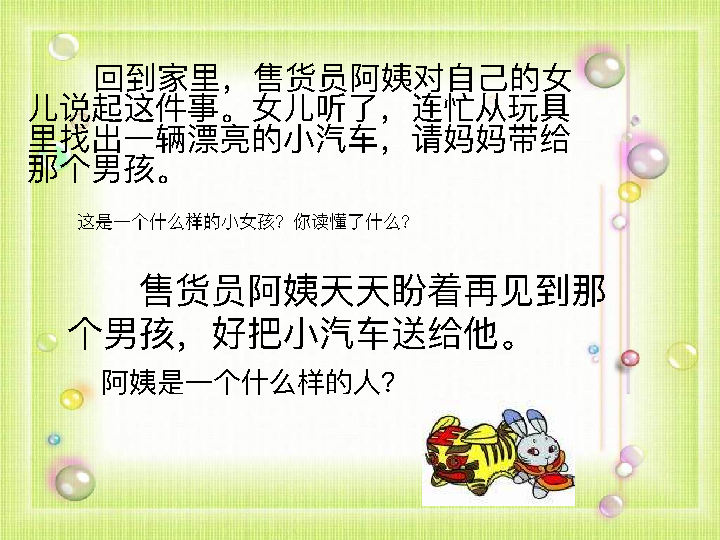 回到家里，售货员阿姨对自己的女
儿说起这件事。女儿听了，连忙从玩具
里找出一辆漂亮的小汽车，请妈妈带给
那个男孩。
这是一个什么样的小女孩？你读懂了什么？
售货员阿姨天天盼着再见到那
个男孩，好把小汽车送给他。
阿姨是一个什么样的人？